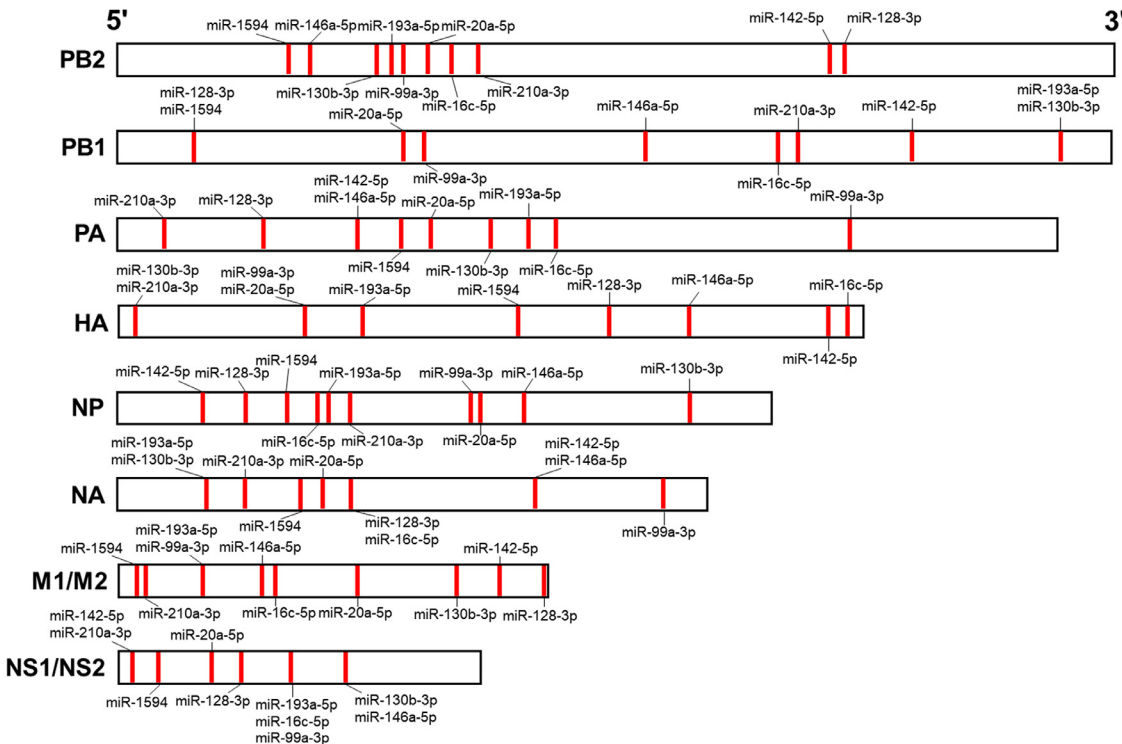 5' 3'
miR-1594 miR-146a-5p miR-193a-5p miR-20a-5p miR-142-5p miR-128-3p
PB2
miR-130b-3p miR-99a-3p miR-16c-5p miR-210a-3p
miR-128-3p miR-193a-5p
miR-1594 miR-20a-5p miR-146a-5p miR-210a-3p miR-142-5p miR-130b-3p
PB1
miR-99a-3p miR-16c-5p
miR-142-5p
miR-210a-3p miR-128-3p miR-146a-5p miR-20a-5p miR-193a-5p miR-99a-3p
PA
miR-1594 miR-130b-3p miR-16c-5p
miR-130b-3p miR-99a-3p
miR-210a-3p miR-20a-5p miR-193a-5p miR-1594 miR-128-3p miR-146a-5p miR-16c-5p
HA
miR-142-5p
miR-142-5p miR-128-3p miR-1594 miR-193a-5p miR-99a-3p miR-146a-5p miR-130b-3p
NP
miR-16c-5p miR-210a-3p miR-20a-5p
miR-193a-5p miR-142-5p
miR-130b-3p miR-210a-3p miR-20a-5p miR-146a-5p
NA
miR-1594 miR-128-3p miR-99a-3p
miR-16c-5p
miR-193a-5p
miR-1594 miR-99a-3p miR-146a-5p miR-142-5p
M1/M2
miR-210a-3p miR-16c-5p miR-20a-5p miR-130b-3p miR-128-3p
miR-142-5p
miR-210a-3p miR-20a-5p
NS1/NS2
miR-1594 miR-128-3p miR-193a-5p miR-130b-3p
miR-16c-5p miR-146a-5p
miR-99a-3p